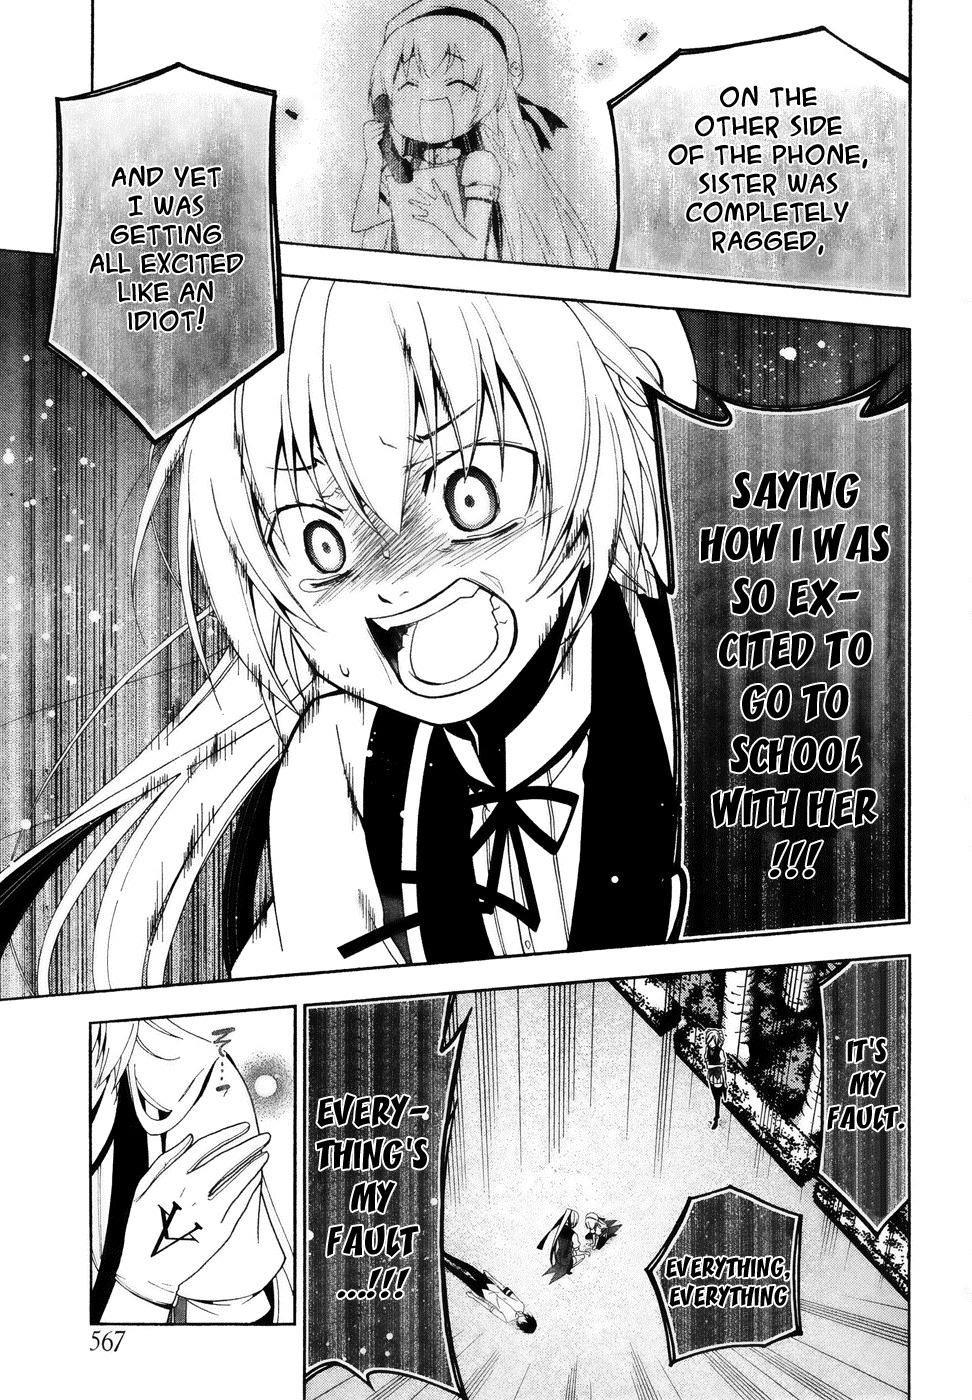 ON THE
OTHER SIDE
OF THE PHONE,
SISTER WAS
COMPLETELY
RAGGED,
AND YET
I WAS
GETTING
ALL EXCITED
LIKE AN
IDIOT!
SAYING
HOW I WAS
SO EX-
CITED TO
GO TO
SCHOOL
WITH HER
!!!
IT'S
MY
FAULT.
EVERYTHING,
EVERYTHING
EVERY-
THING'S
MY
FAULT
...!!!
567